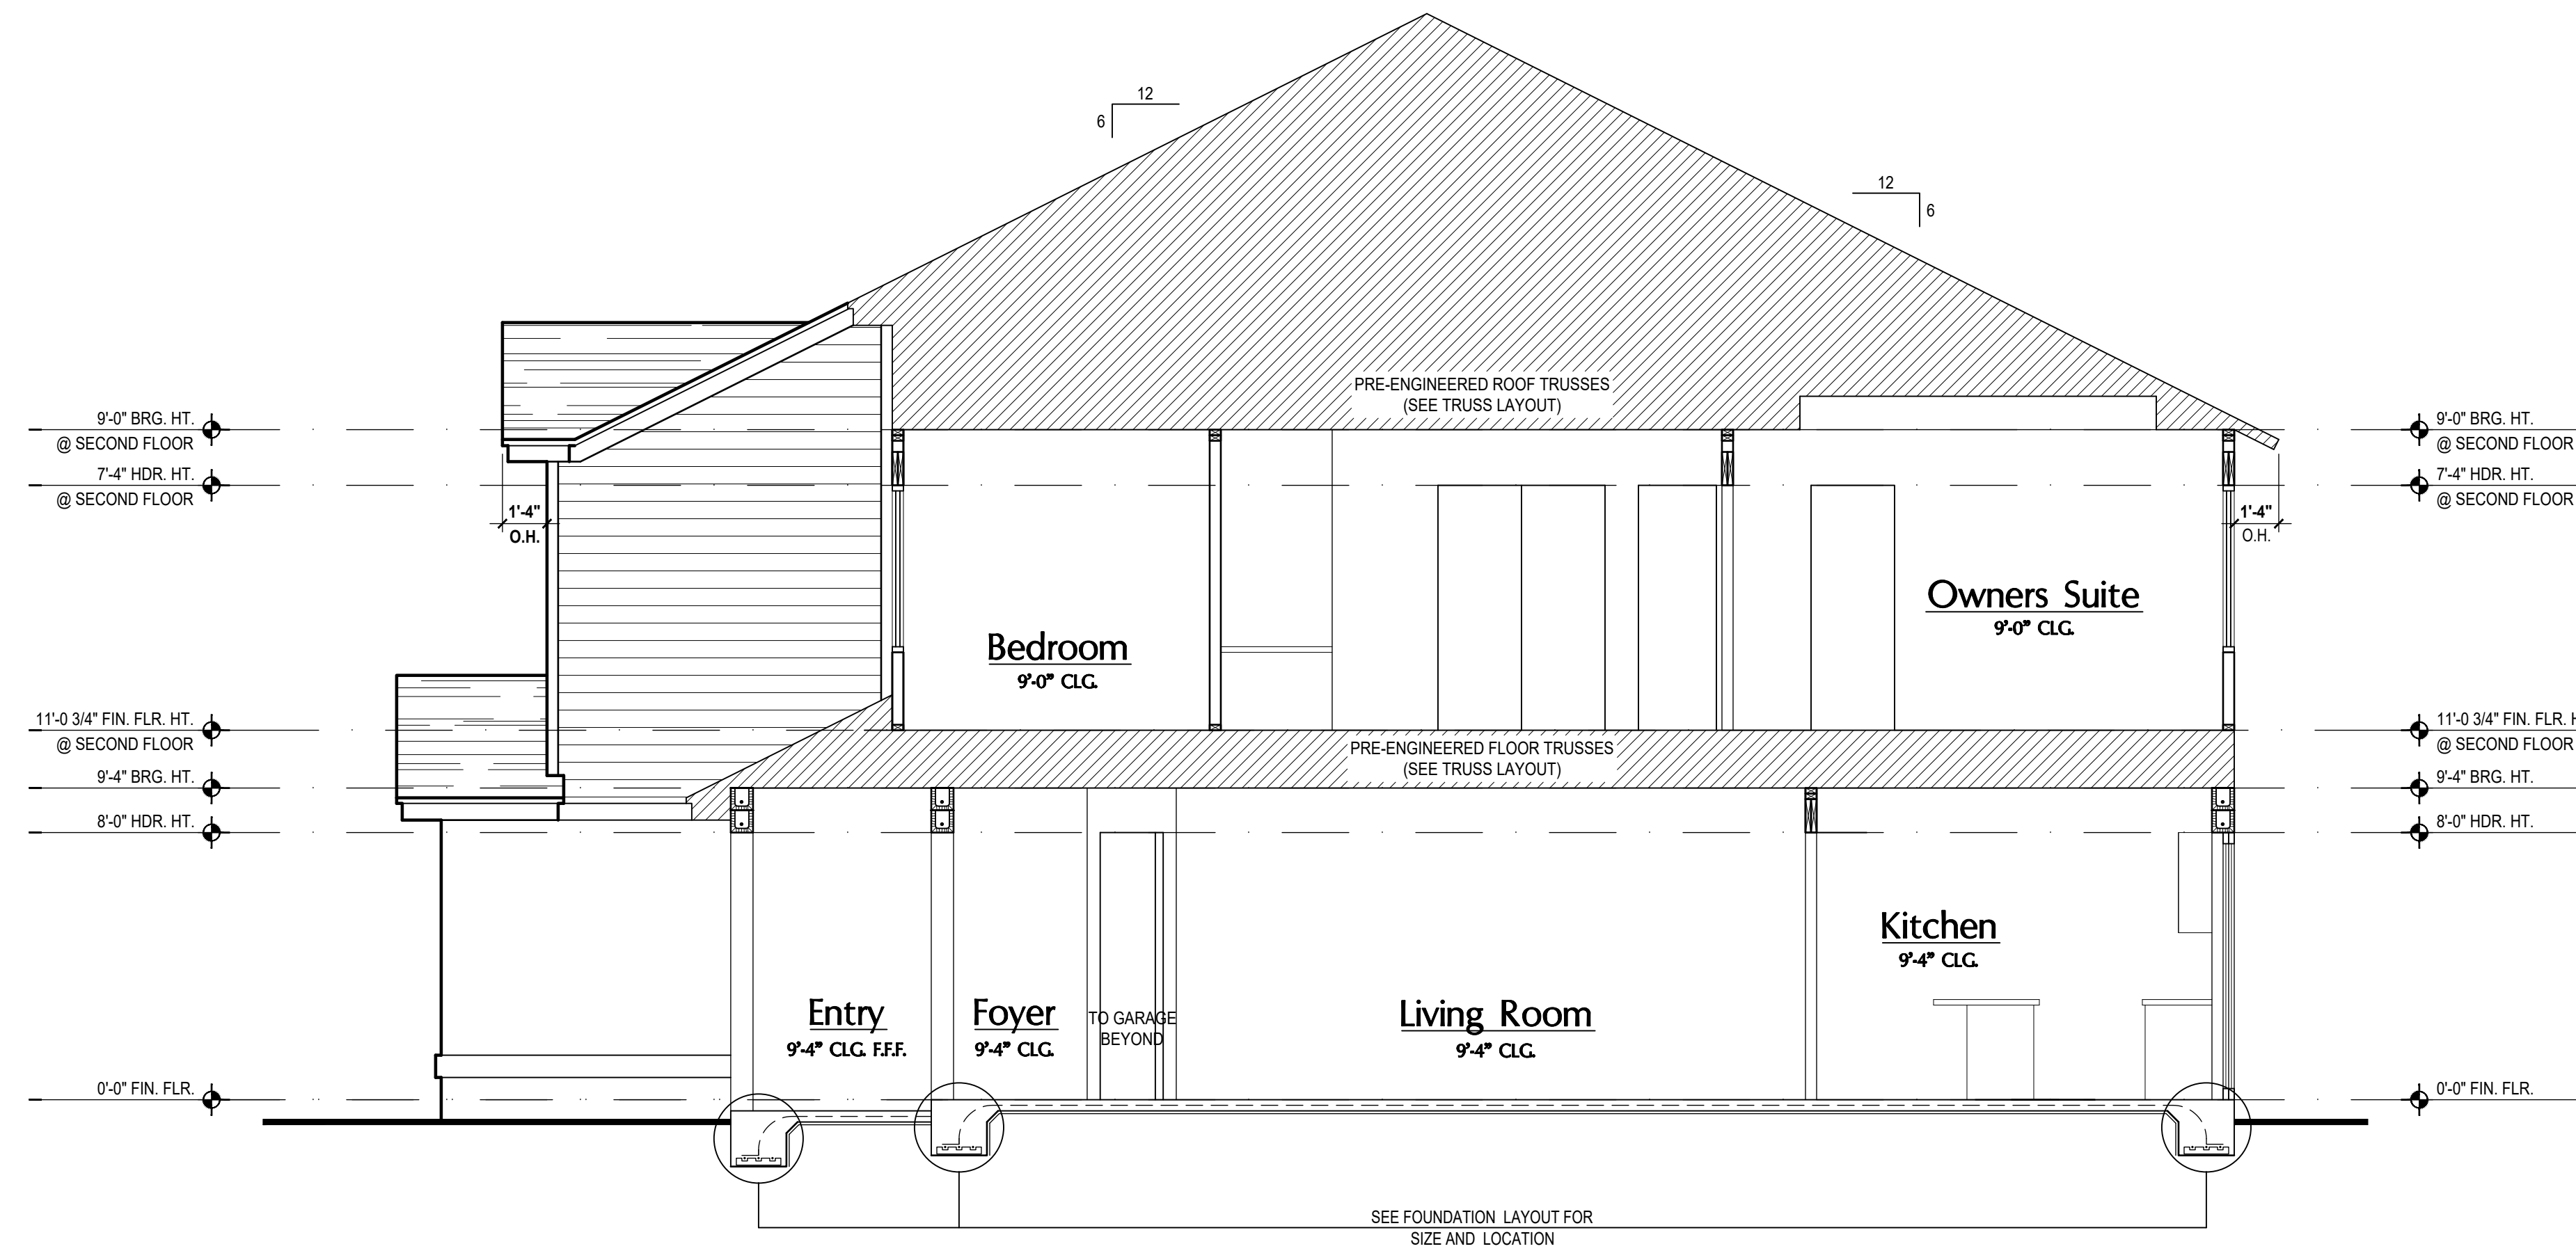 12
6
12
6
PRE-ENGINEERED ROOF TRUSSES
(SEE TRUSS LAYOUT)
9'-0" BRG. HT.
@ SECOND FLOOR
7'-4" HDR. HT.
@ SECOND FLOOR
1'-4"
O.H.
9'-0" BRG. HT.
@ SECOND FLOOR
7'-4" HDR. HT.
@ SECOND FLOOR
1'-4"
O.H.
Bedroom
9'-0" CLG.
Owners Suite
9'-0" CLG.
11'-0 3/4" FIN. FLR. HT.
@ SECOND FLOOR
9'-4" BRG. HT.
8'-0" HDR. HT.
PRE-ENGINEERED FLOOR TRUSSES
(SEE TRUSS LAYOUT)
11'-0 3/4" FIN. FLR.
@ SECOND FLOOR
9'-4" BRG. HT.
8'-0" HDR. HT.
Entry
9'-4" CLG. F.F.F.
Foyer
9'-4" CLG.
TO GARAGE
BEYOND
Living Room
9'-4" CLG.
Kitchen
9'-4" CLG.
0'-0" FIN. FLR.
0'-0" FIN. FLR.
SEE FOUNDATION LAYOUT FOR
SIZE AND LOCATION